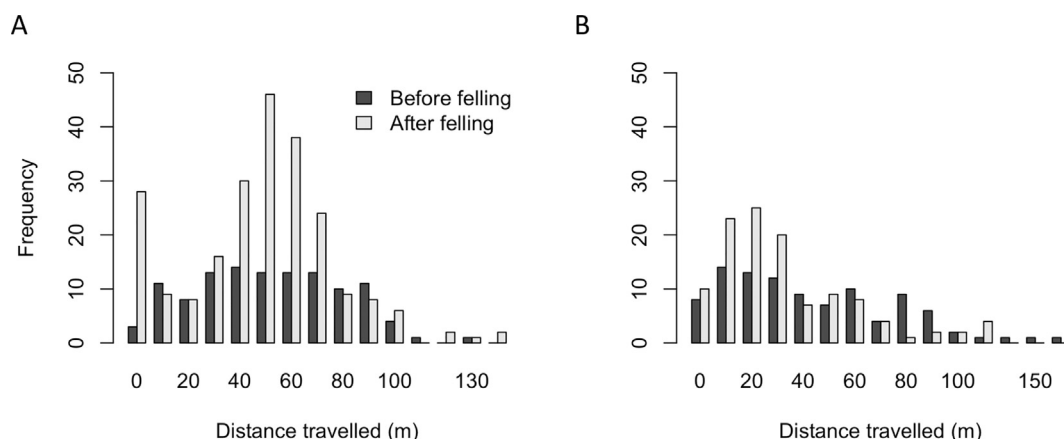 A
B
50
40
30
20
10
0
Frequency
Before felling
After felling
0 20 40 60 80 100 130
Distance travelled (m)
50
40
30
20
10
0
0 20 40 60 80 100 150
Distance travelled (m)